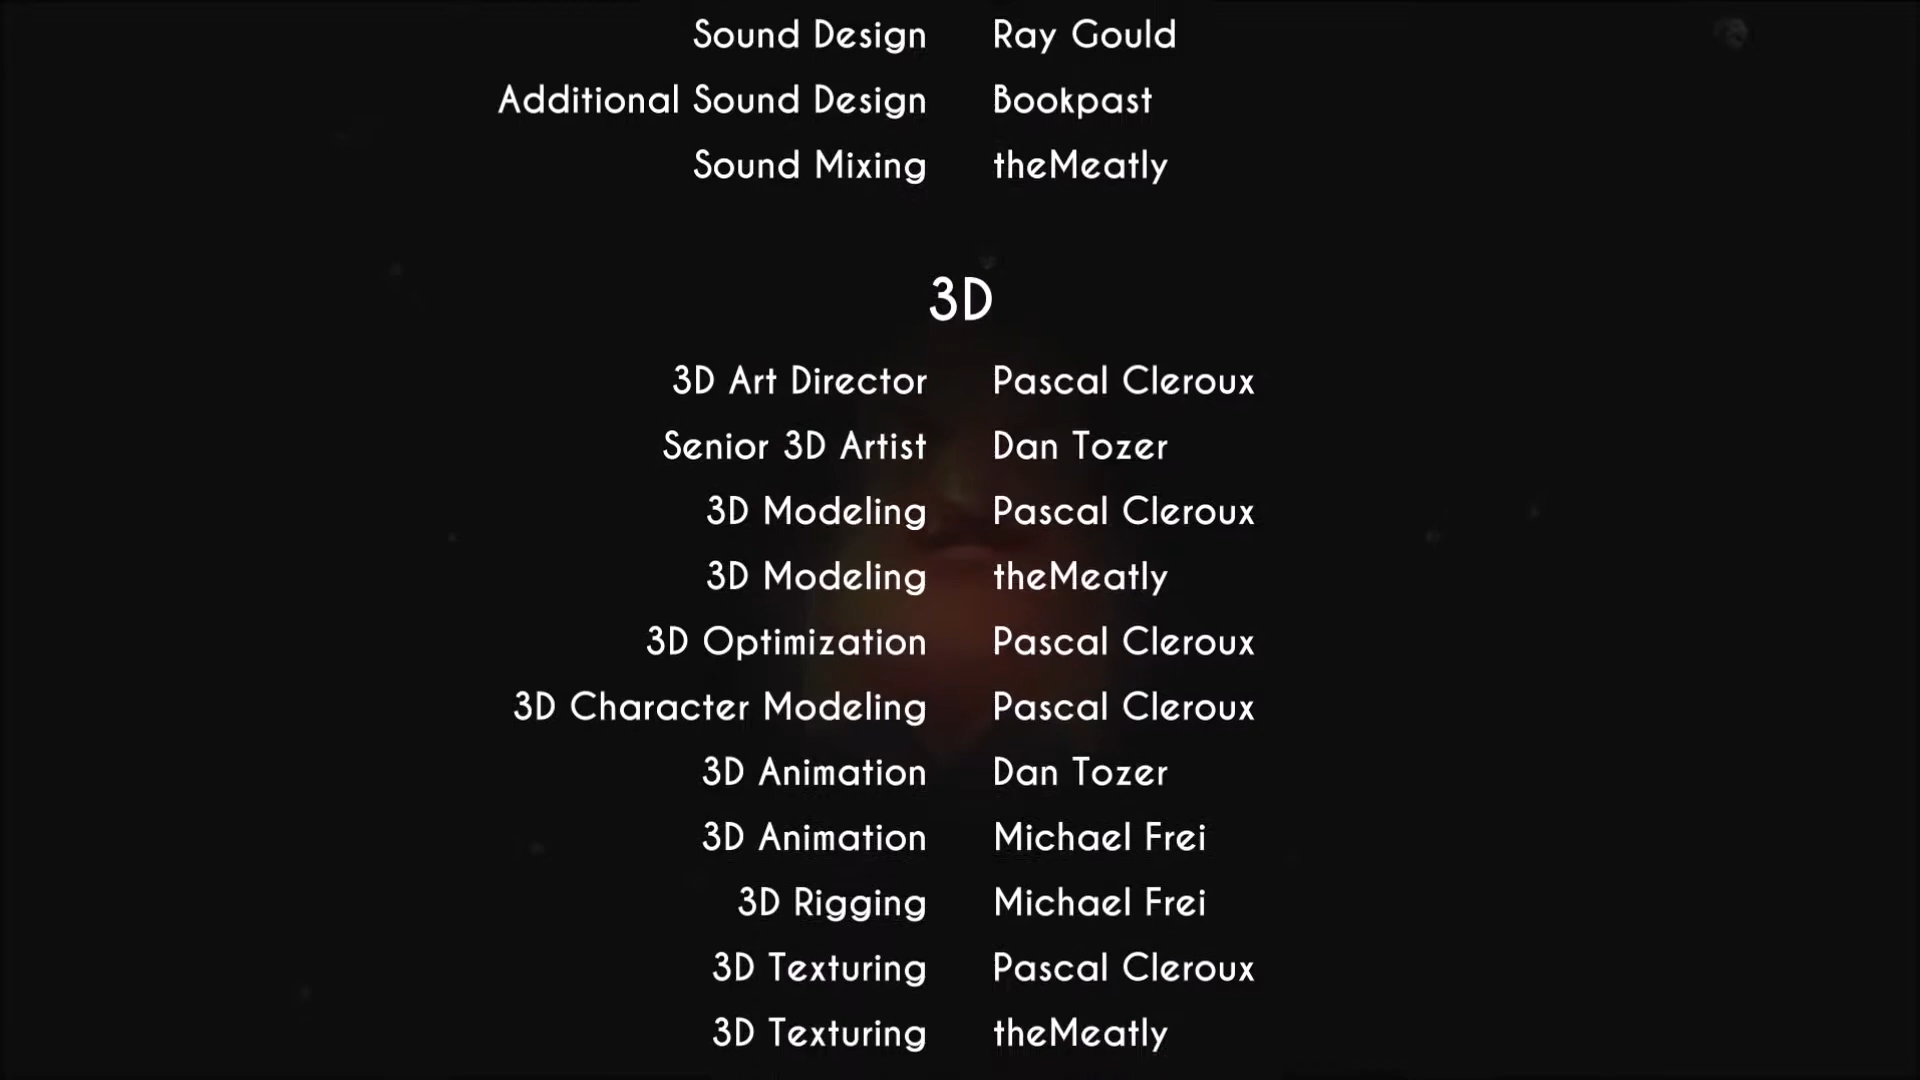 Sound Design Ray Gould
Additional Sound Design Bookpast
Sound Mixing theMeatly
3D
3D Art Director Pascal Cleroux
Senior 3D Artist Dan Tozer
3D Modeling Pascal Cleroux
3D Modeling theMeatly
3D Optimization Pascal Cleroux
3D Character Modeling Pascal Cleroux
3D Animation Dan Tozer
3D Animation Michael Frei
3D Rigging Michael Frei
3D Texturing Pascal Cleroux
3D Texturing theMeatly